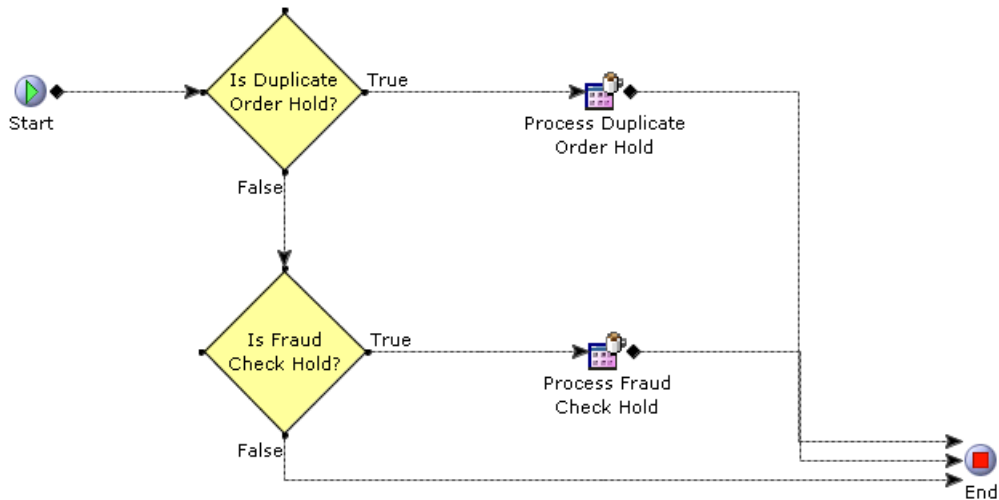 Is Duplicate
Order Hold?
True
Start
Process Duplicate
Order Hold
False
Is Fraud
Check Hold?
True
Process Fraud
Check Hold
False
End